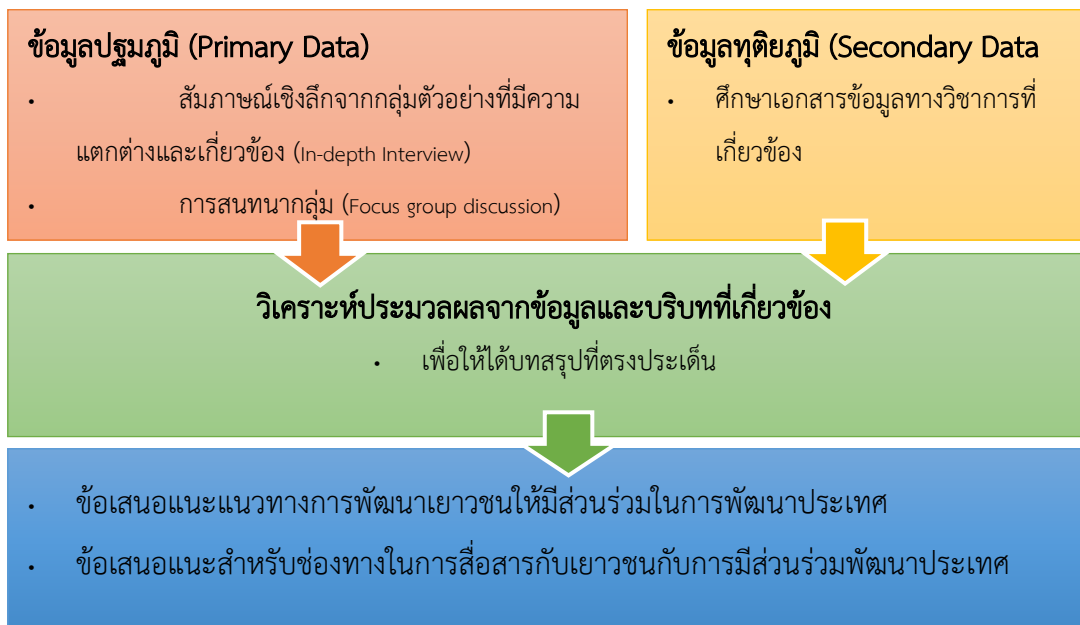 ข้อมูลปฐมภูมิ (Primary Data)
• สัมภาษณ์เชิงลึกจากกลุ่มตัวอย่างที่มีความ
แตกต่างและเกี่ยวข้อง (In-depth Interview)
• การสนทนากลุ่ม (Focus group discussion)
ข้อมูลทุติยภูมิ (Secondary Data
• ศึกษาเอกสารข้อมูลทางวิชาการที่
เกี่ยวข้อง
วิเคราะห์ประมวลผลจากข้อมูลและบริบทที่เกี่ยวข้อง
• เพื่อให้ได้บทสรุปที่ตรงประเด็น
• ข้อเสนอแนะแนวทางการพัฒนาเยาวชนให้มีส่วนร่วมในการพัฒนาประเทศ
• ข้อเสนอแนะสำหรับช่องทางในการสื่อสารกับเยาวชนกับการมีส่วนร่วมพัฒนาประเทศ